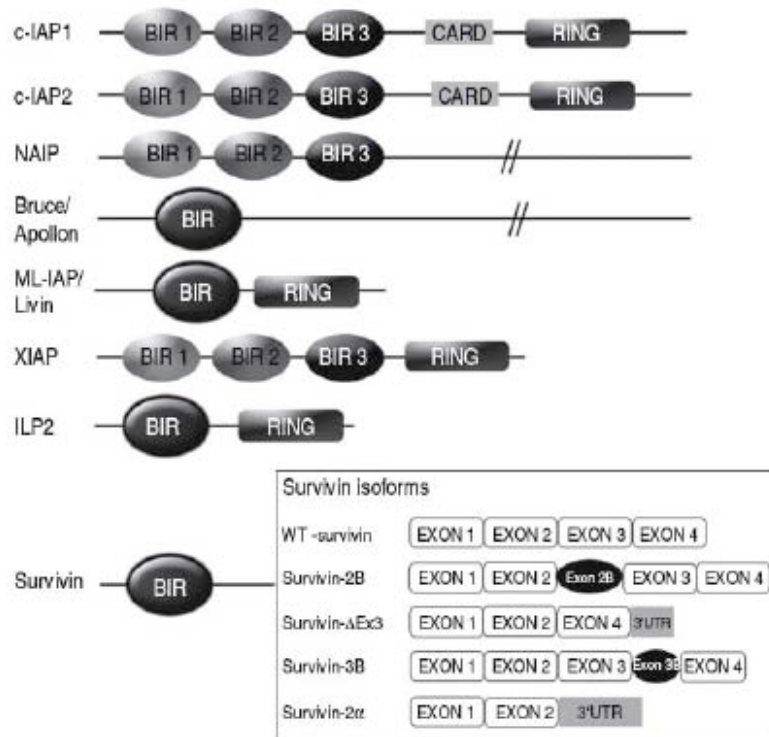 c-IAP1 BIR 1 BIR 2 BIR 3 CARD RING
c-IAP2 BIR 1 BIR 2 BIR 3 CARD RING
NAIP BIR 1 BIR 2 BIR 3
Bruce/
Apollon BIR
ML-IAP/
Livin BIR RING
XIAP BIR 1 BIR 2 BIR 3 RING
ILP2 BIR RING
Survivin BIR
Survivin isoforms
WT -survivin EXON 1 EXON 2 EXON 3 EXON 4
Survivin-2B EXON 1 EXON 2 Exon 2B EXON 3 EXON 4
Survivin-ΔEx3 EXON 1 EXON 2 EXON 4 3'UTR
Survivin-3B EXON 1 EXON 2 EXON 3 Exon 3B EXON 4
Survivin-2α EXON 1 EXON 2 3'UTR